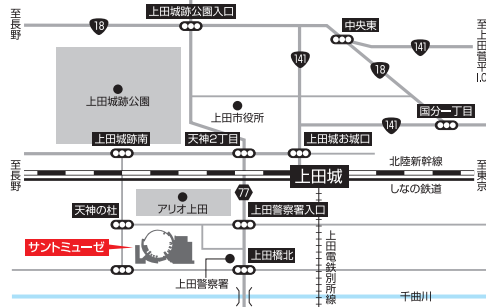 至長野
18
上田城跡公園入口
中央東
141
至上田菅平I.C
141
18
上田城跡公園
上田市役所
141
国分一丁目
上田城跡南
天神2丁目
上田城お城口
至長野
上田城
北陸新幹線
しなの鉄道
至東京
77
アリオ上田
天神の杜
上田警察署入口
サントミューゼ
上田橋北
上田警察署
上田電鉄別所線
千曲川